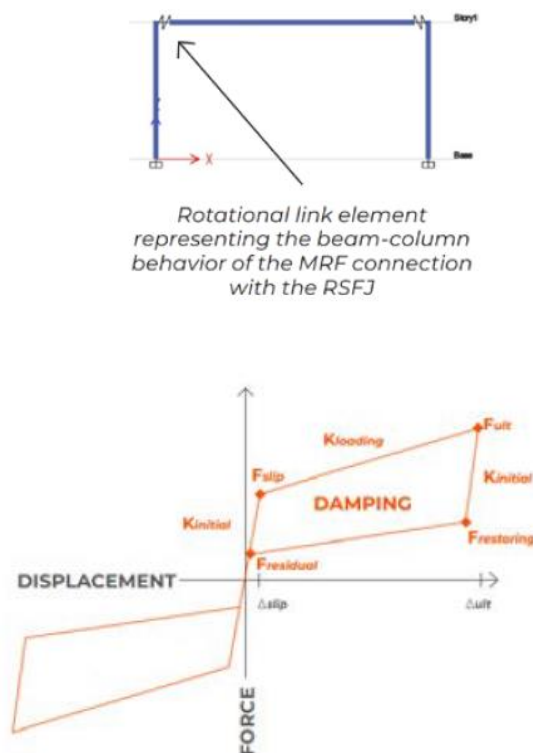 Story1
X
Base
Rotational link element
representing the beam-column
behavior of the MRF connection
with the RSFJ
Fult
Kloading
Fslip
Kinitial
DAMPING
Kinitial
Frestoring
Fresidual
DISPLACEMENT
Δslip
Δult
FORCE